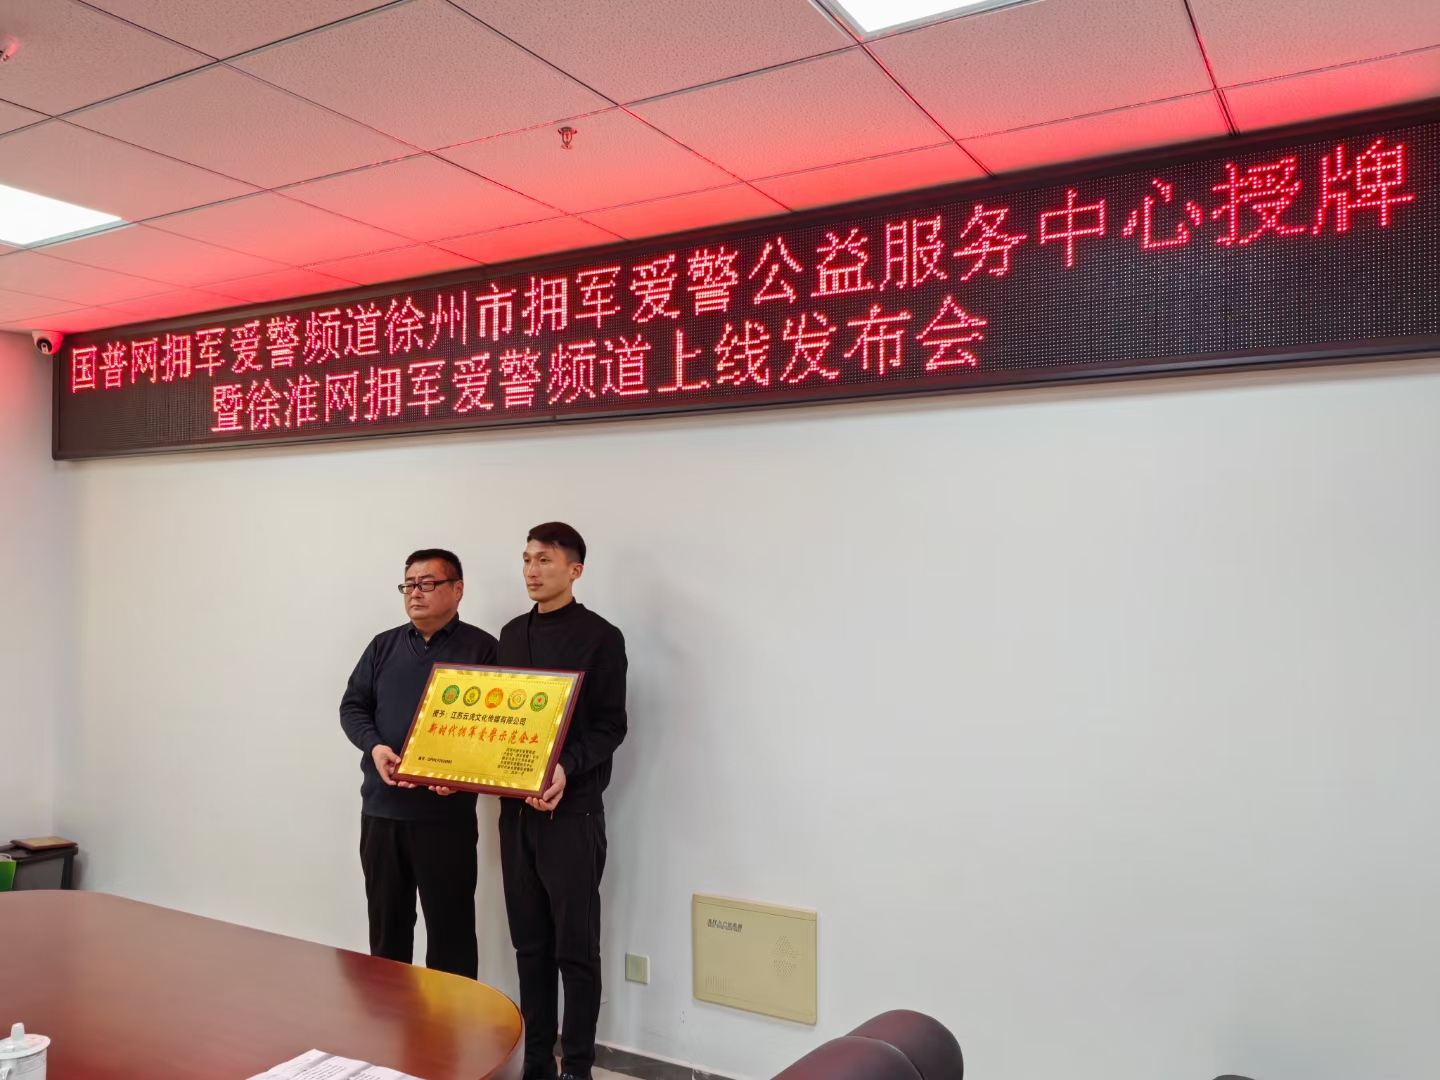 国普网拥军爱警频道徐州市拥军爱警公益服务中心授牌
暨徐淮网拥军爱警频道上线发布会
授予：江苏云虎文化传媒有限公司
新时代拥军爱警示范企业